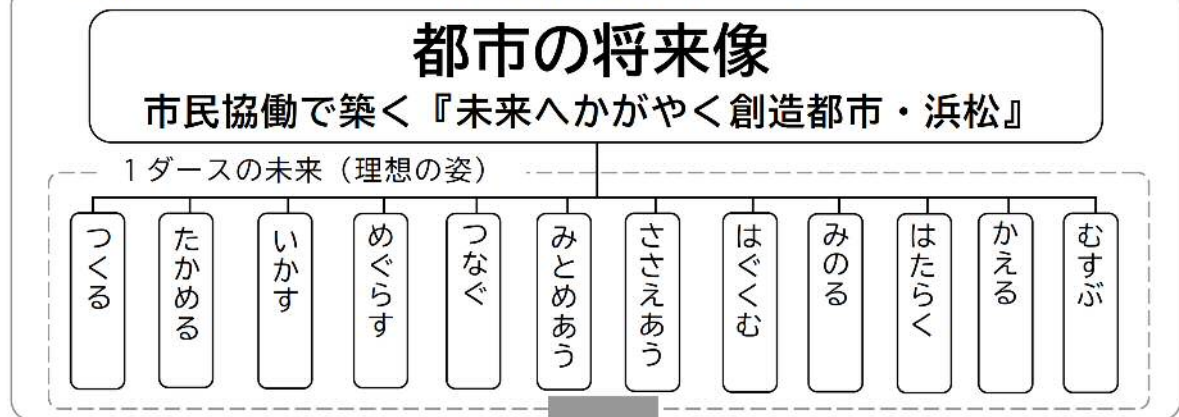 都市の将来像
市民協働で築く『未来へかがやく創造都市・浜松』
1ダースの未来（理想の姿）
つくる
たかめる
いかす
めぐらす
つなぐ
みとめあう
ささえあう
はぐくむ
みのる
はたらく
かえる
むすぶ